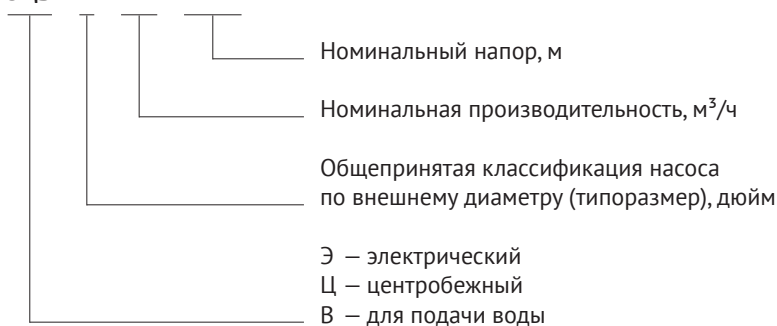 Номинальный напор, м
Номинальная производительность, м³/ч
Общепринятая классификация насоса
по внешнему диаметру (типоразмер), дюйм
Э – электрический
Ц – центробежный
В – для подачи воды